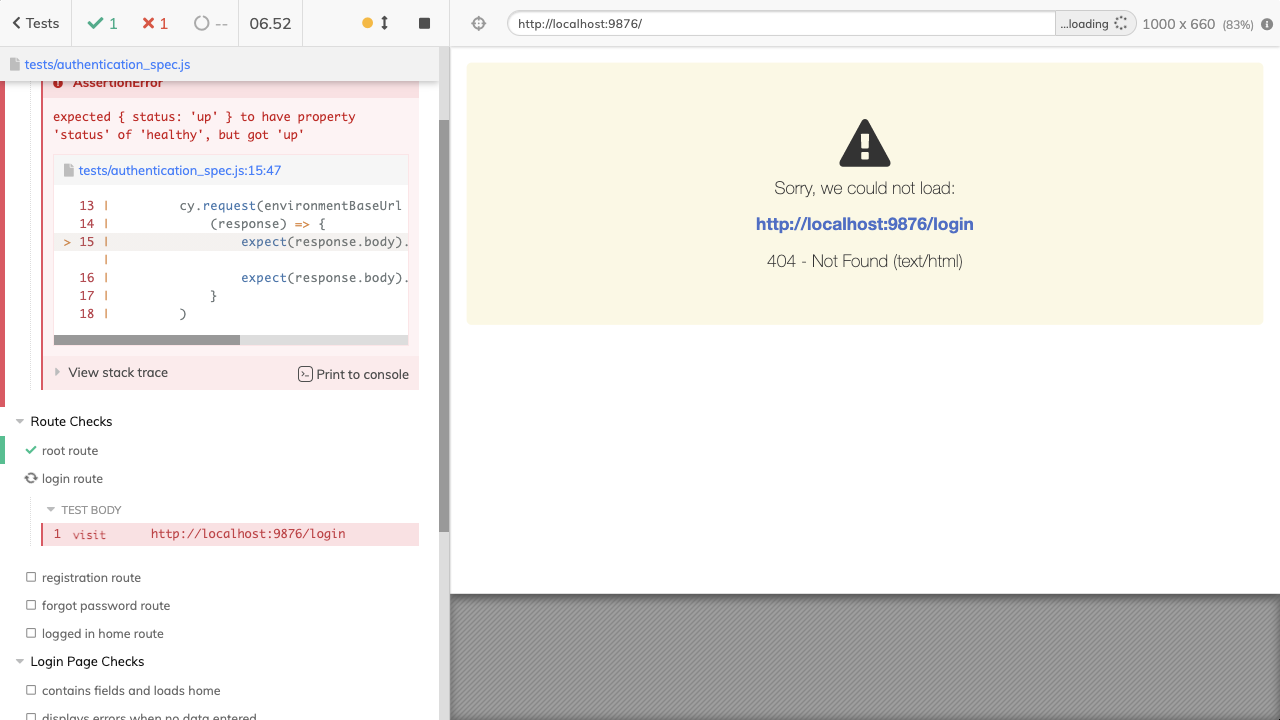 Tests
1
1
--
06.52
http://localhost:9876/
...loading
1000 x 660 (83%)
tests/authentication_spec.js
AssertionError
expected { status: 'up' } to have property
'status' of 'healthy', but got 'up'
tests/authentication_spec.js:15:47
13 | cy.request(environmentBaseUrl
14 | (response) => {
> 15 | expect(response.body).
|
16 | expect(response.body).
17 | }
18 | )
View stack trace
Print to console
Route Checks
root route
login route
TEST BODY
1 visit http://localhost:9876/login
registration route
forgot password route
logged in home route
Login Page Checks
contains fields and loads home
displays errors when no data entered
Sorry, we could not load:
http://localhost:9876/login
404 - Not Found (text/html)